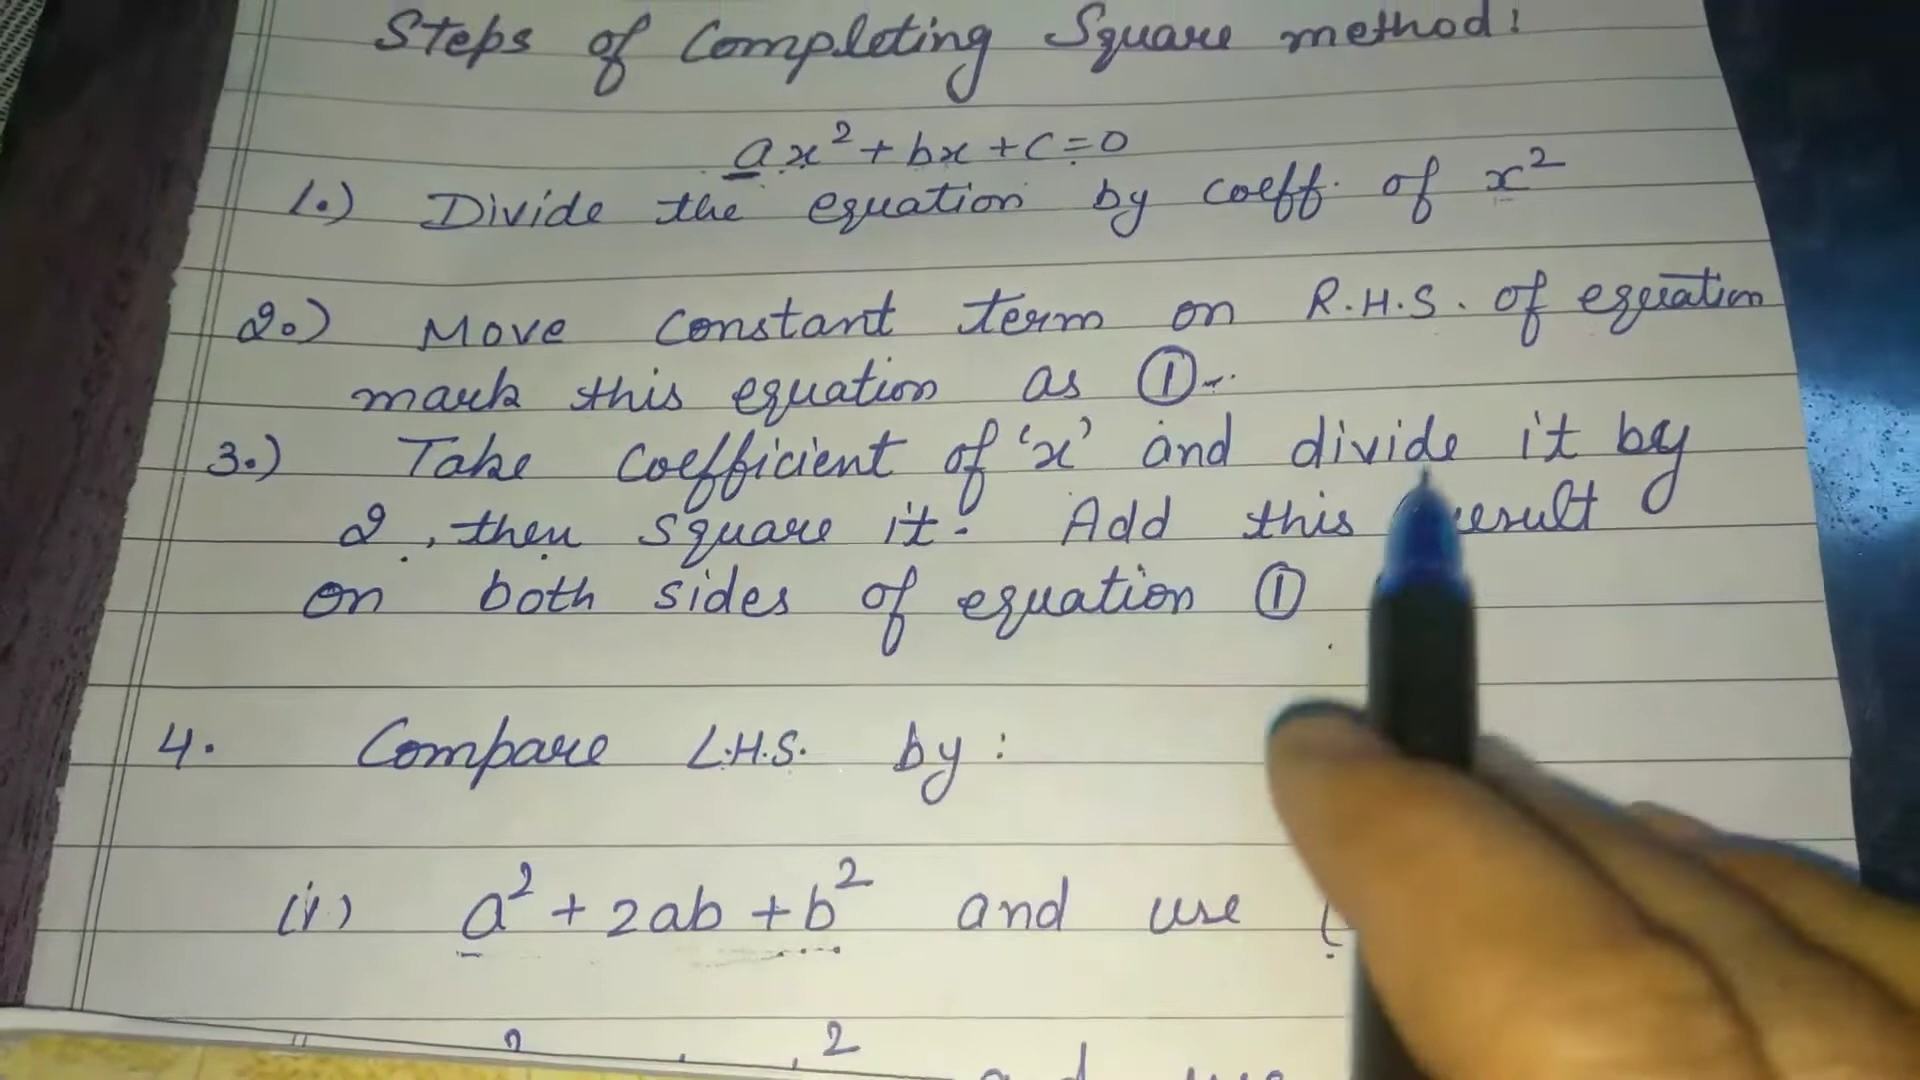 Steps of Completing Square method:
ax² + bx + c = 0
1.) Divide the equation by coeff. of x²
2.) Move constant term on R.H.S. of equation
mark this equation as ①
3.) Take coefficient of 'x' and divide it by
2, then square it. Add this result
on both sides of equation ①
4. Compare L.H.S. by:
(i) a² + 2ab + b² and use (